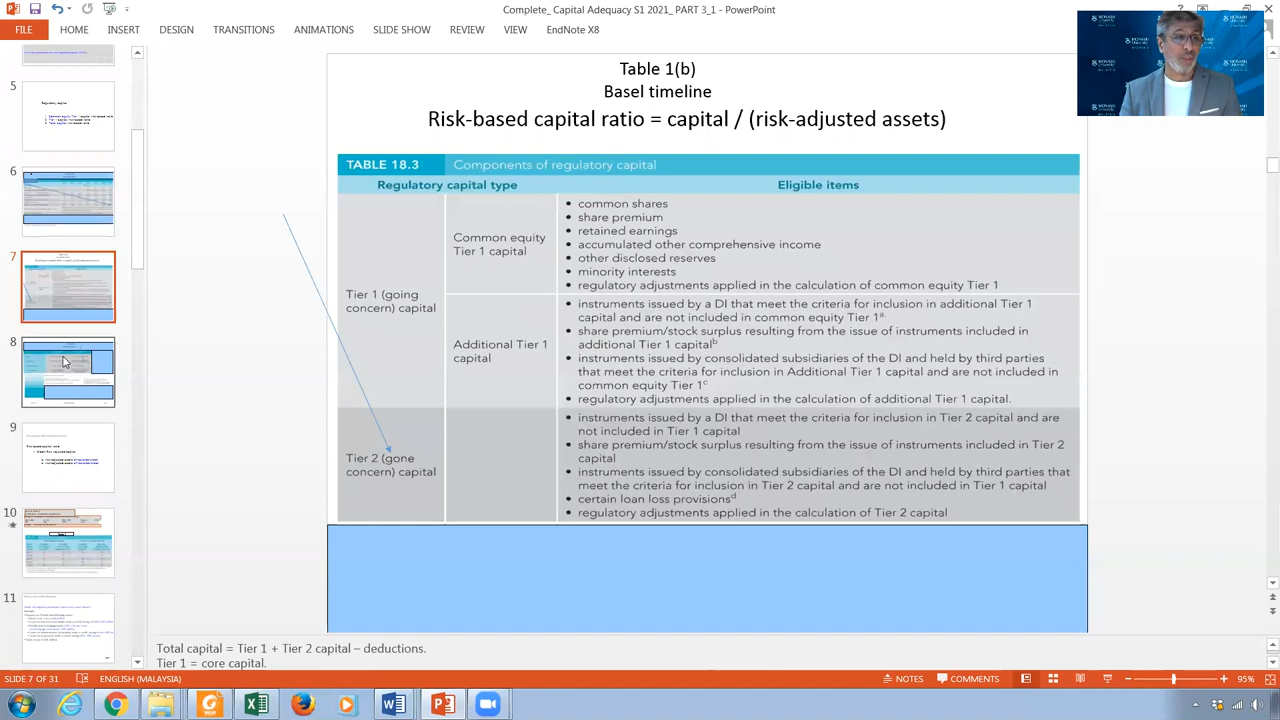 Complete_ Capital Adequacy S1 2021_ PART 3_1 - PowerPoint
FILE HOME INSERT DESIGN TRANSITIONS ANIMATIONS SLIDE SHOW REVIEW VIEW EndNote X8
5
6
7
8
9
10
11
Table 1(b)
Basel timeline
Risk-based capital ratio = capital / (risk-adjusted assets)
TABLE 18.3 Components of regulatory capital
Regulatory capital type Eligible items
Tier 1 (going
concern) capital
Common equity
Tier 1 capital
• common shares
• share premium
• retained earnings
• accumulated other comprehensive income
• other disclosed reserves
• minority interests
• regulatory adjustments applied in the calculation of common equity Tier 1
Additional Tier 1
capital
• instruments issued by a DI that meet the criteria for inclusion in additional Tier 1
capital and are not included in common equity Tier 1a.
• share premium/stock surplus resulting from the issue of instruments included in
additional Tier 1 capitalb
• instruments issued by consolidated subsidiaries of the DI and held by third parties
that meet the criteria for inclusion in Additional Tier 1 capital and are not included in
common equity Tier 1c
• regulatory adjustments applied in the calculation of additional Tier 1 capital.
Tier 2 (gone
concern) capital
• instruments issued by a DI that meet the criteria for inclusion in Tier 2 capital and are
not included in Tier 1 capital
• share premium/stock surplus resulting from the issue of instruments included in Tier 2
capital
• instruments issued by consolidated subsidiaries of the DI and held by third parties that
meet the criteria for inclusion in Tier 2 capital and are not included in Tier 1 capital
• certain loan loss provisionsd
• regulatory adjustments applied in the calculation of Tier 2 capital
Total capital = Tier 1 + Tier 2 capital – deductions.
Tier 1 = core capital.
SLIDE 7 OF 31 ENGLISH (MALAYSIA) NOTES COMMENTS 95%